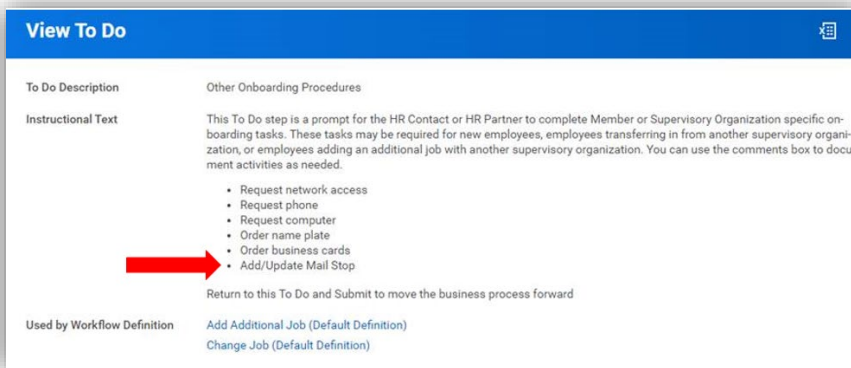 View To Do
To Do Description Other Onboarding Procedures
Instructional Text This To Do step is a prompt for the HR Contact or HR Partner to complete Member or Supervisory Organization specific on-
boarding tasks. These tasks may be required for new employees, employees transferring in from another supervisory organi-
zation, or employees adding an additional job with another supervisory organization. You can use the comments box to docu
ment activities as needed.
• Request network access
• Request phone
• Request computer
• Order name plate
• Order business cards
• Add/Update Mail Stop
Return to this To Do and Submit to move the business process forward
Used by Workflow Definition Add Additional Job (Default Definition)
Change Job (Default Definition)